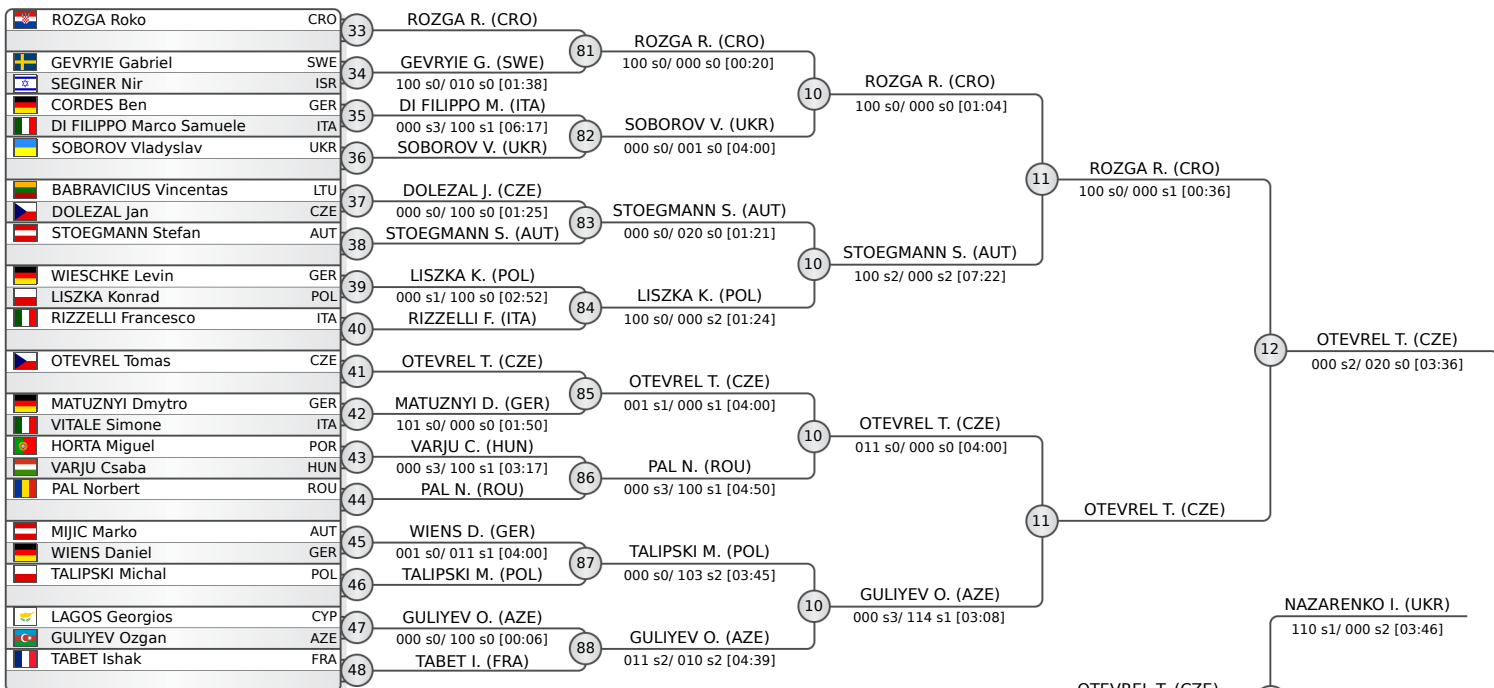 ROZGA Roko CRO
GEVRYIE Gabriel SWE
SEGINER Nir ISR
CORDES Ben GER
DI FILIPPO Marco Samuele ITA
SOBOROV Vladyslav UKR
BABRAVICIUS Vincentas LTU
DOLEZAL Jan CZE
STOEGMANN Stefan AUT
WIESCHKE Levin GER
LISZKA Konrad POL
RIZZELLI Francesco ITA
OTEVREL Tomas CZE
MATUZNYI Dmytro GER
VITALE Simone ITA
HORTA Miguel POR
VARJU Csaba HUN
PAL Norbert ROU
MIJIC Marko AUT
WIENS Daniel GER
TALIPSKI Michal POL
LAGOS Georgios CYP
GULIYEV Ozgan AZE
TABET Ishak FRA
33
34
35
36
37
38
39
40
41
42
43
44
45
46
47
48
ROZGA R. (CRO)
GEVRYIE G. (SWE)
100 s0/ 010 s0 [01:38]
DI FILIPPO M. (ITA)
000 s3/ 100 s1 [06:17]
SOBOROV V. (UKR)
DOLEZAL J. (CZE)
000 s0/ 100 s0 [01:25]
STOEGMANN S. (AUT)
LISZKA K. (POL)
000 s1/ 100 s0 [02:52]
RIZZELLI F. (ITA)
OTEVREL T. (CZE)
MATUZNYI D. (GER)
101 s0/ 000 s0 [01:50]
VARJU C. (HUN)
000 s3/ 100 s1 [03:17]
PAL N. (ROU)
WIENS D. (GER)
001 s0/ 011 s1 [04:00]
TALIPSKI M. (POL)
GULIYEV O. (AZE)
000 s0/ 100 s0 [00:06]
TABET I. (FRA)
81
82
83
84
85
86
87
88
ROZGA R. (CRO)
100 s0/ 000 s0 [00:20]
SOBOROV V. (UKR)
000 s0/ 001 s0 [04:00]
STOEGMANN S. (AUT)
000 s0/ 020 s0 [01:21]
LISZKA K. (POL)
100 s0/ 000 s2 [01:24]
OTEVREL T. (CZE)
001 s1/ 000 s1 [04:00]
PAL N. (ROU)
000 s3/ 100 s1 [04:50]
TALIPSKI M. (POL)
000 s0/ 103 s2 [03:45]
GULIYEV O. (AZE)
011 s2/ 010 s2 [04:39]
10
10
10
10
ROZGA R. (CRO)
100 s0/ 000 s0 [01:04]
STOEGMANN S. (AUT)
100 s2/ 000 s2 [07:22]
OTEVREL T. (CZE)
011 s0/ 000 s0 [04:00]
GULIYEV O. (AZE)
000 s3/ 114 s1 [03:08]
11
11
ROZGA R. (CRO)
100 s0/ 000 s1 [00:36]
OTEVREL T. (CZE)
12
OTEVREL T. (CZE)
000 s2/ 020 s0 [03:36]
NAZARENKO I. (UKR)
110 s1/ 000 s2 [03:46]
OTEVREL T. (CZE)